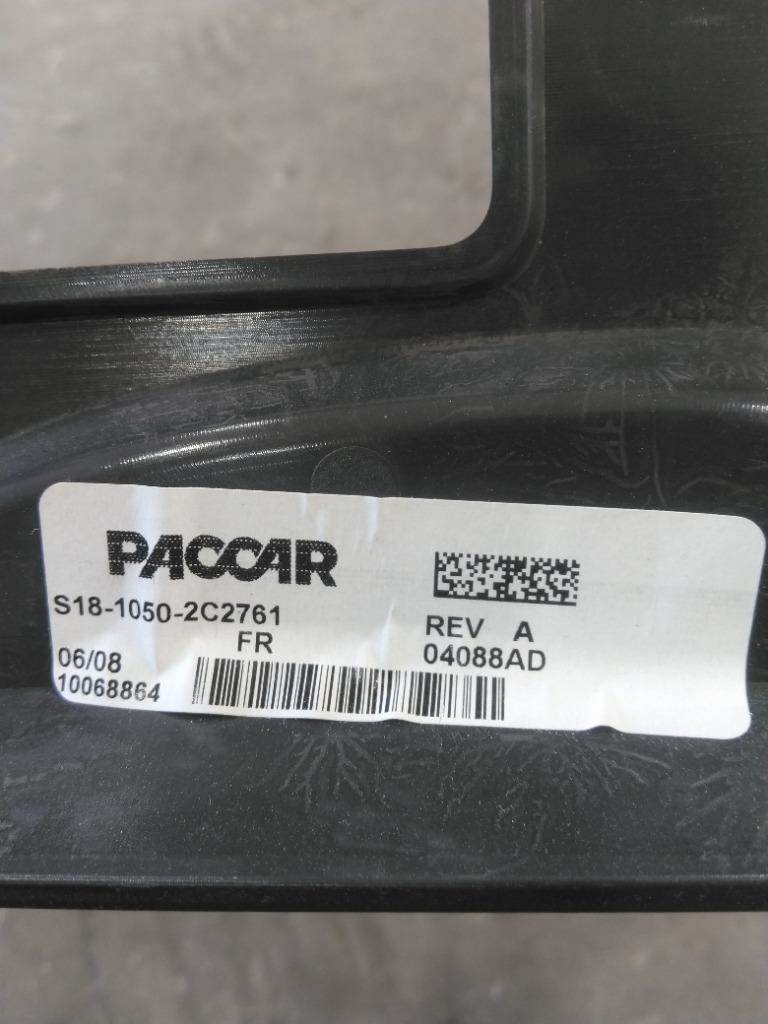 PACCAR
S18-1050-2C2761
FR
REV A
06/08
04088AD
10068864